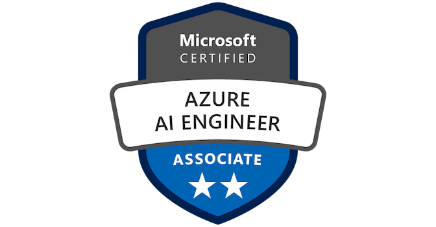 Microsoft
CERTIFIED
AZURE
AI ENGINEER
ASSOCIATE